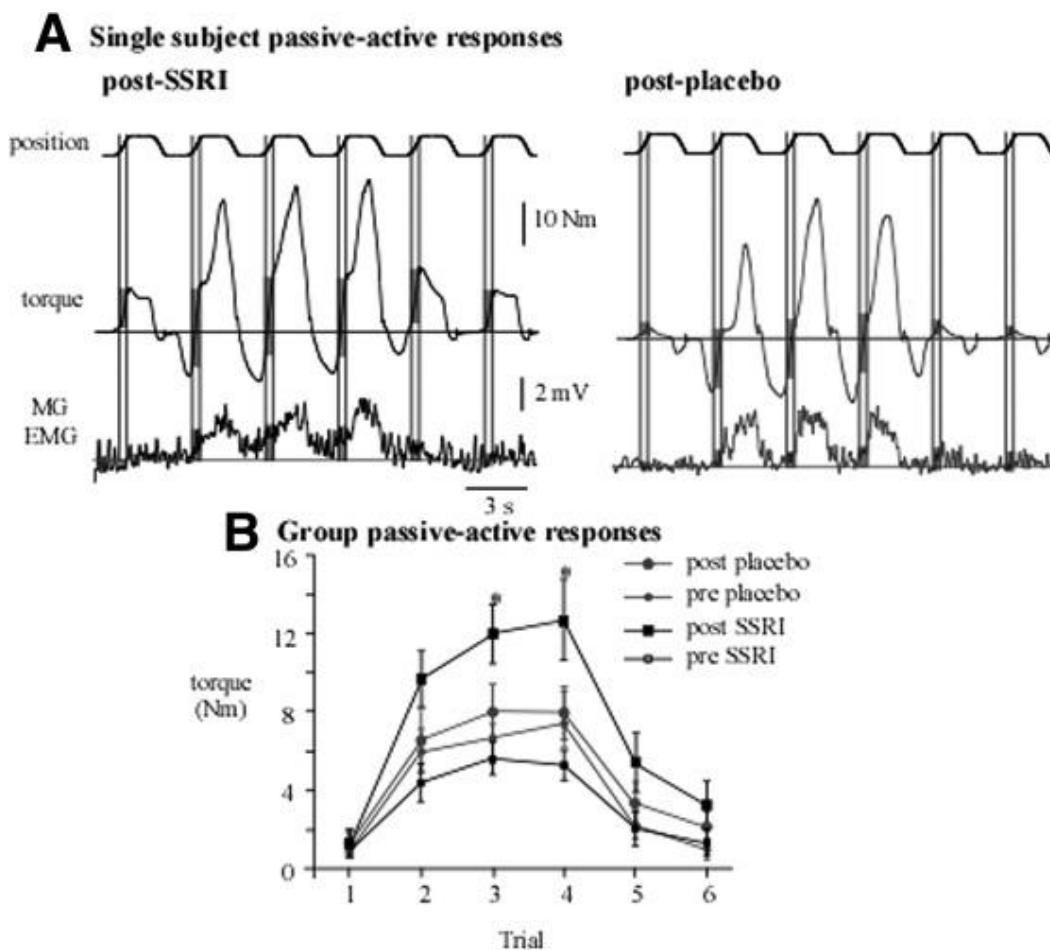 A Single subject passive-active responses
post-SSRI
post-placebo
position
10 Nm
torque
2 mV
MG
EMG
3 s
B Group passive-active responses
16
12
8
4
0
torque
(Nm)
* *
post placebo
pre placebo
post SSRI
pre SSRI
1 2 3 4 5 6
Trial